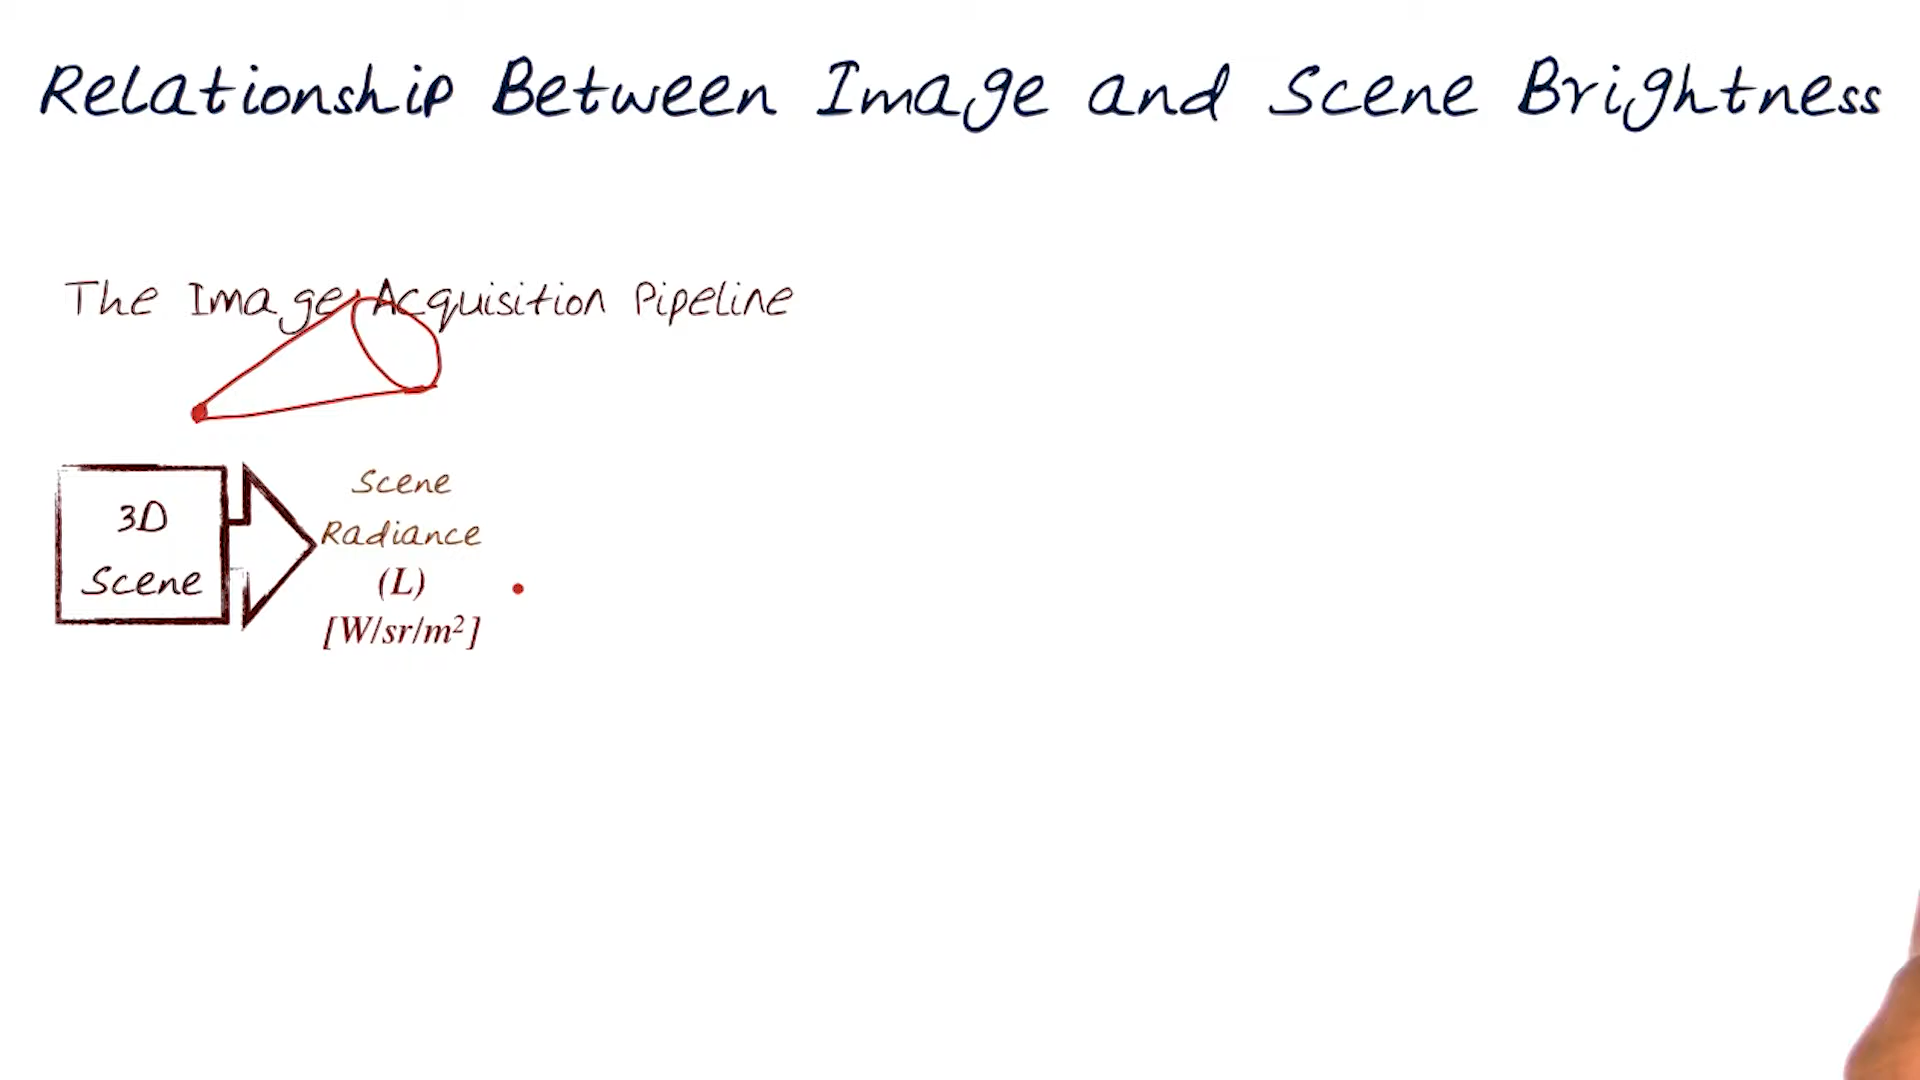 Relationship Between Image and Scene Brightness
The Image Acquisition Pipeline
3D
Scene
Scene
Radiance
(L)
[W/sr/m²]